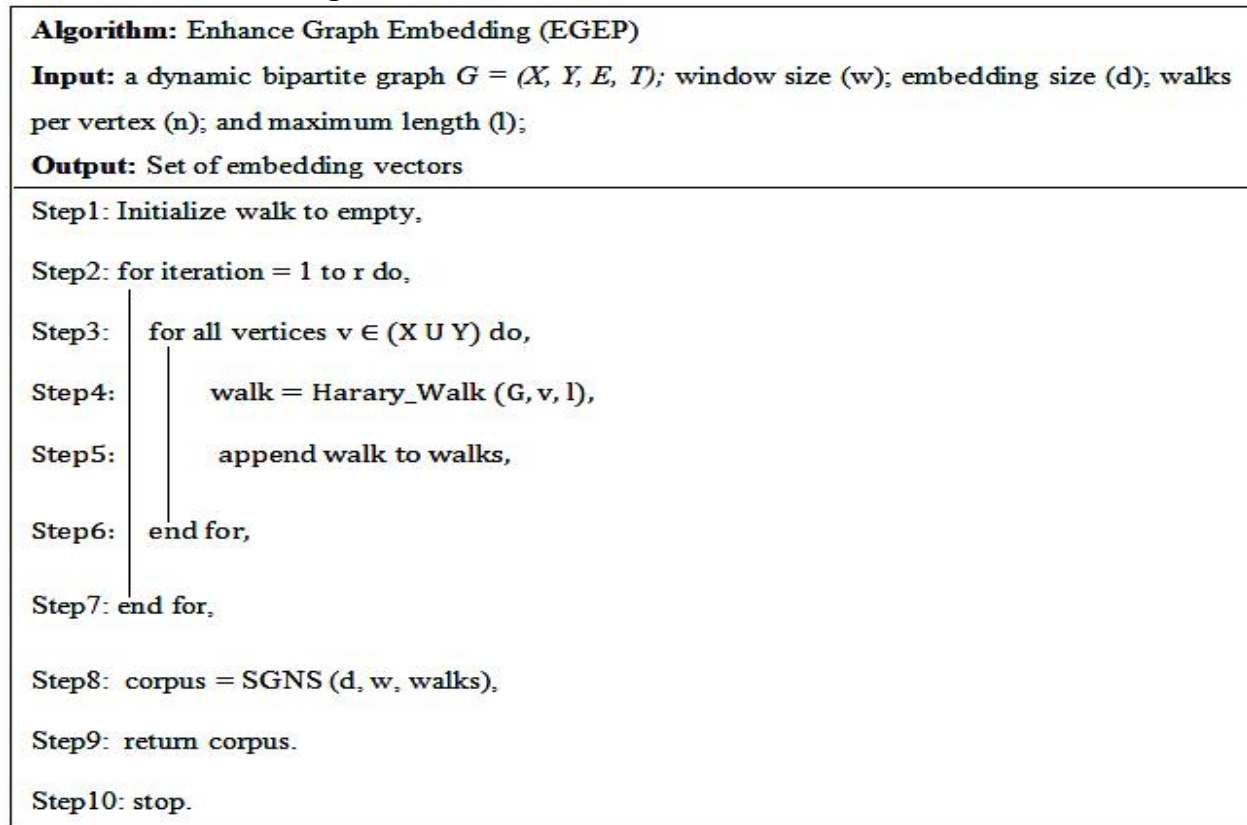 Algorithm: Enhance Graph Embedding (EGEP)
Input: a dynamic bipartite graph G = (X, Y, E, T); window size (w); embedding size (d); walks
per vertex (n); and maximum length (l);
Output: Set of embedding vectors
Step1: Initialize walk to empty,
Step2: for iteration = 1 to r do,
Step3: for all vertices v ∈ (X U Y) do,
Step4: walk = Harary_Walk (G, v, l),
Step5: append walk to walks,
Step6: end for,
Step7: end for,
Step8: corpus = SGNS (d, w, walks),
Step9: return corpus.
Step10: stop.